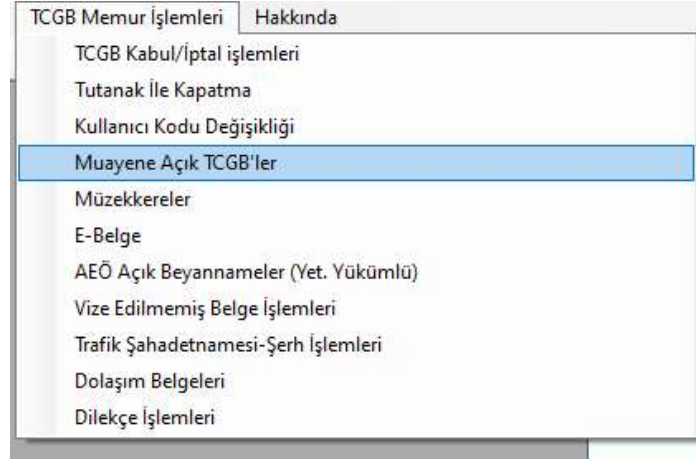 TCGB Memur İşlemleri Hakkında
TCGB Kabul/İptal işlemleri
Tutanak İle Kapatma
Kullanıcı Kodu Değişikliği
Muayene Açık TCGB'ler
Müzekkereler
E-Belge
AEÖ Açık Beyannameler (Yet. Yükümlü)
Vize Edilmemiş Belge İşlemleri
Trafik Şahadetnamesi-Şerh İşlemleri
Dolaşım Belgeleri
Dilekçe İşlemleri